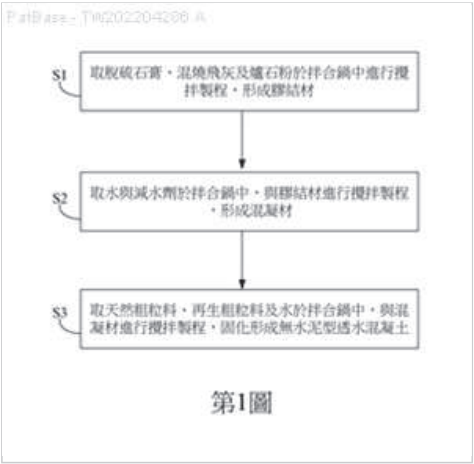 PatBase - TW202204286 A
S1
取脫硫石膏、混燒飛灰及爐石粉於拌合鍋中進行攪
拌製程，形成膠結材
S2
取水與減水劑於拌合鍋中，與膠結材進行攪拌製程
，形成混凝材
S3
取天然粗粒料、再生粗粒料及水於拌合鍋中，與混
凝材進行攪拌製程，固化形成無水泥型透水混凝土
第1圖